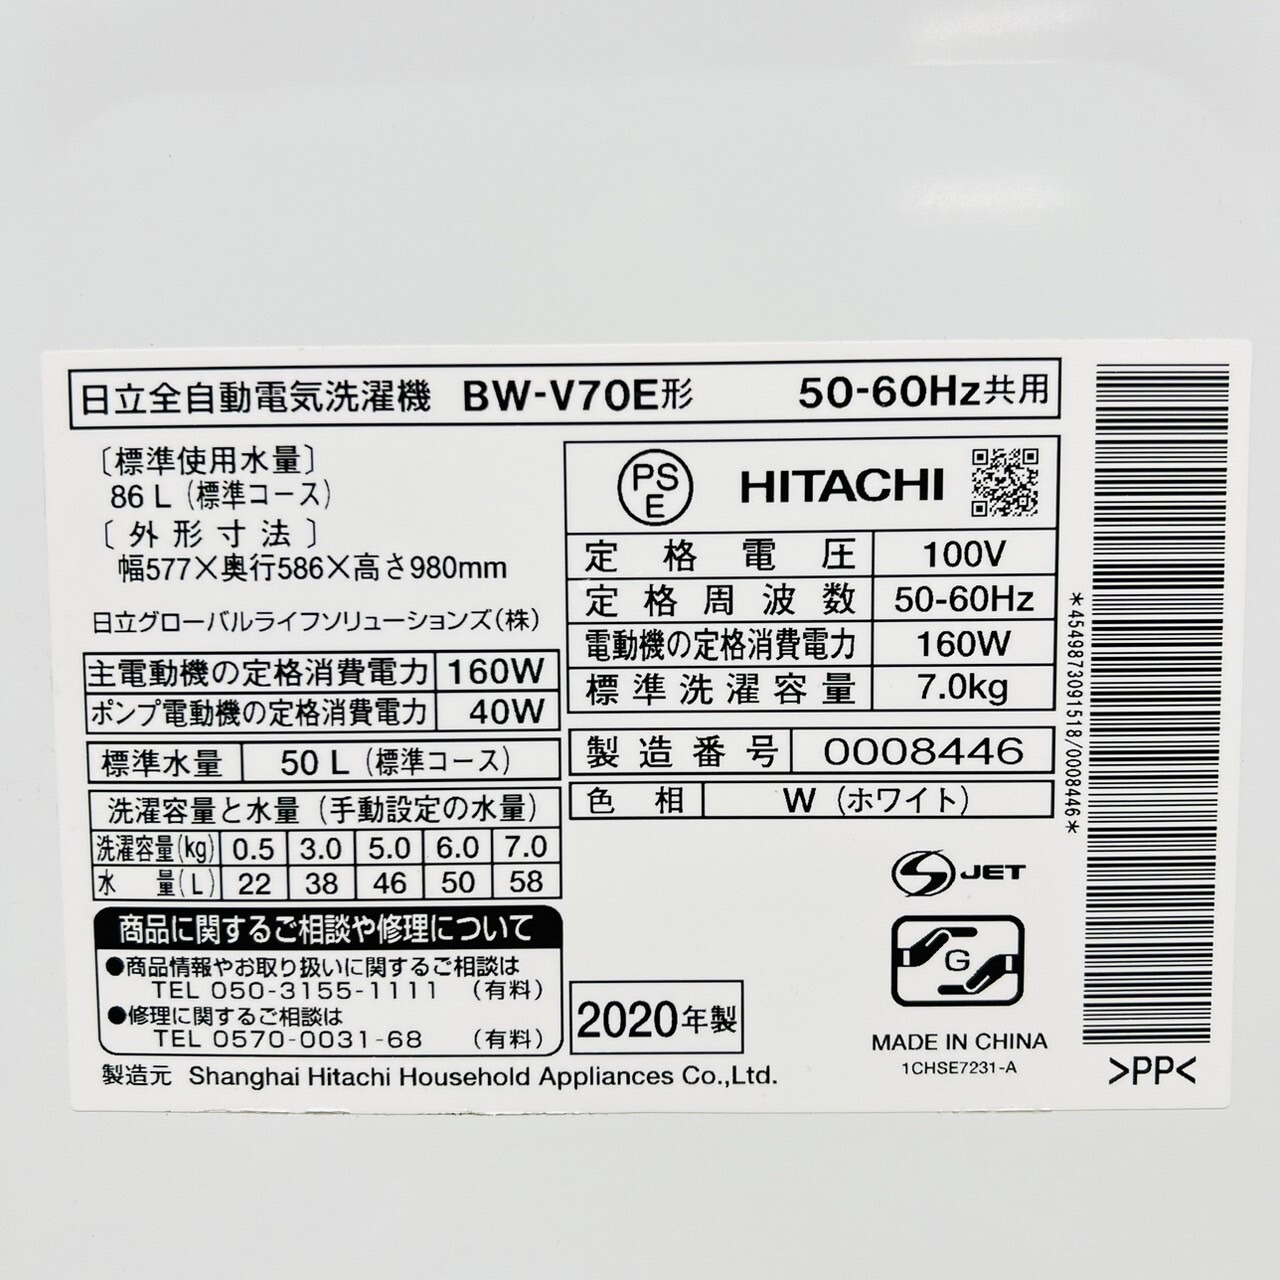 日立全自動電気洗濯機 BW-V70E形 50-60Hz共用
〔標準使用水量〕
86 L (標準コース)
〔外形寸法〕
幅577×奥行586×高さ980mm
日立グローバルライフソリューションズ(株)
主電動機の定格消費電力 160W
ポンプ電動機の定格消費電力 40W
標準水量 50 L (標準コース)
洗濯容量と水量 (手動設定の水量)
洗濯容量(kg) 0.5 3.0 5.0 6.0 7.0
水 量(L) 22 38 46 50 58
商品に関するご相談や修理について
●商品情報やお取り扱いに関するご相談は
TEL 050-3155-1111 (有料)
●修理に関するご相談は
TEL 0570-0031-68 (有料)
製造元 Shanghai Hitachi Household Appliances Co.,Ltd.
PS
E
HITACHI
定格電圧 100V
定格周波数 50-60Hz
電動機の定格消費電力 160W
標準洗濯容量 7.0kg
製造番号 0008446
色相 W (ホワイト)
JET
G
2020年製
MADE IN CHINA
1CHSE7231-A
*4549873091518/0008446*
>PP<